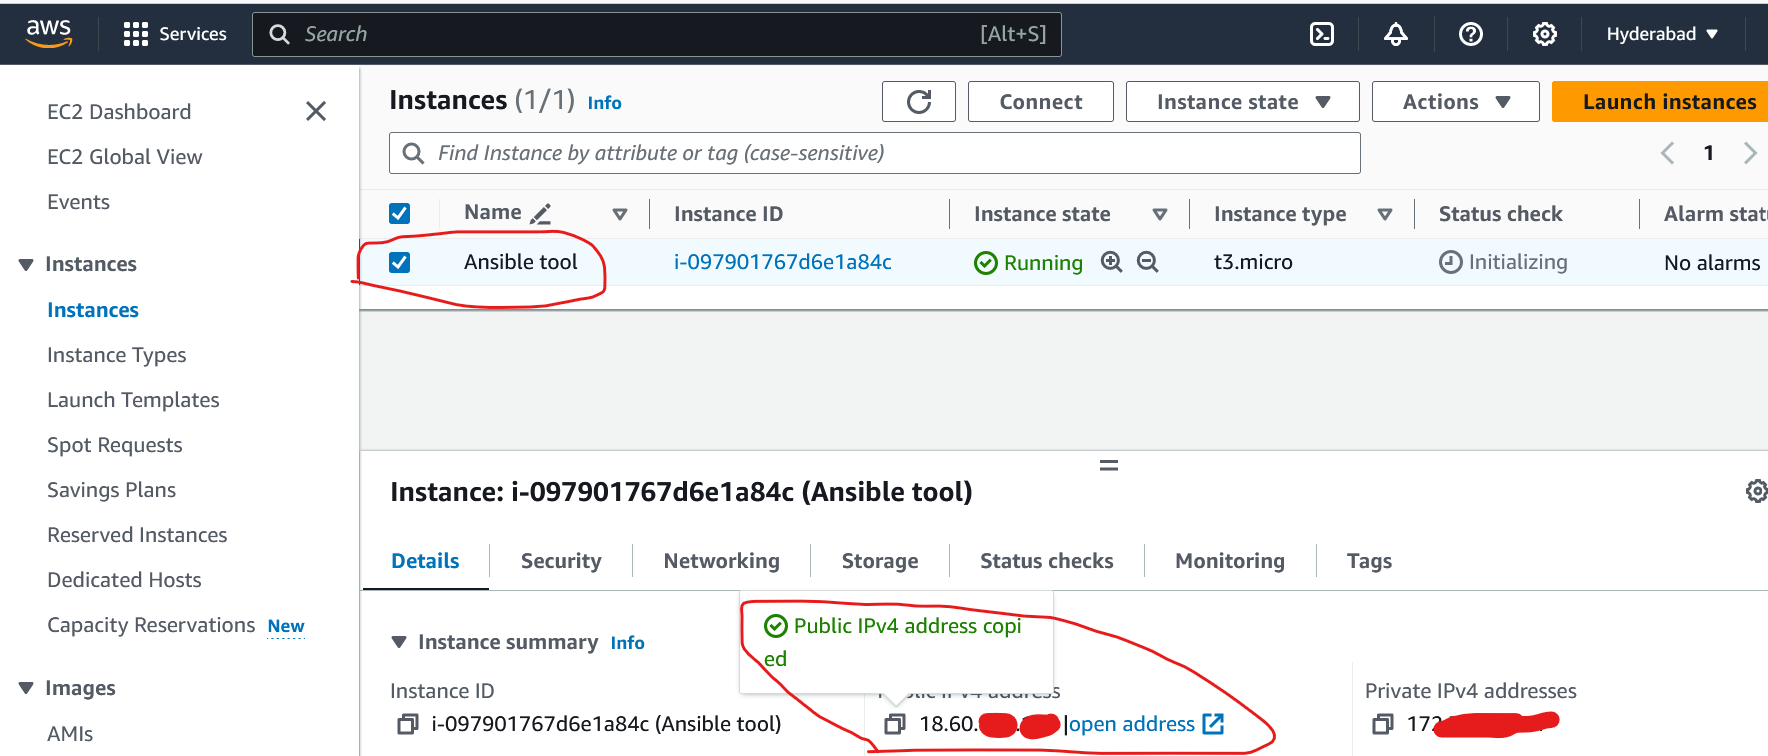 aws Services Search [Alt+S] Hyderabad
EC2 Dashboard
EC2 Global View
Events
Instances
Instances
Instance Types
Launch Templates
Spot Requests
Savings Plans
Reserved Instances
Dedicated Hosts
Capacity Reservations New
Images
AMIs
Instances (1/1) Info Connect Instance state Actions Launch instances
Find Instance by attribute or tag (case-sensitive) 1
Name Instance ID Instance state Instance type Status check Alarm stat
Ansible tool i-097901767d6e1a84c Running t3.micro Initializing No alarms
Instance: i-097901767d6e1a84c (Ansible tool)
Details Security Networking Storage Status checks Monitoring Tags
Public IPv4 address copi
ed
Instance summary Info
Instance ID
i-097901767d6e1a84c (Ansible tool)
address
18.60. . |open address
Private IPv4 addresses
172.